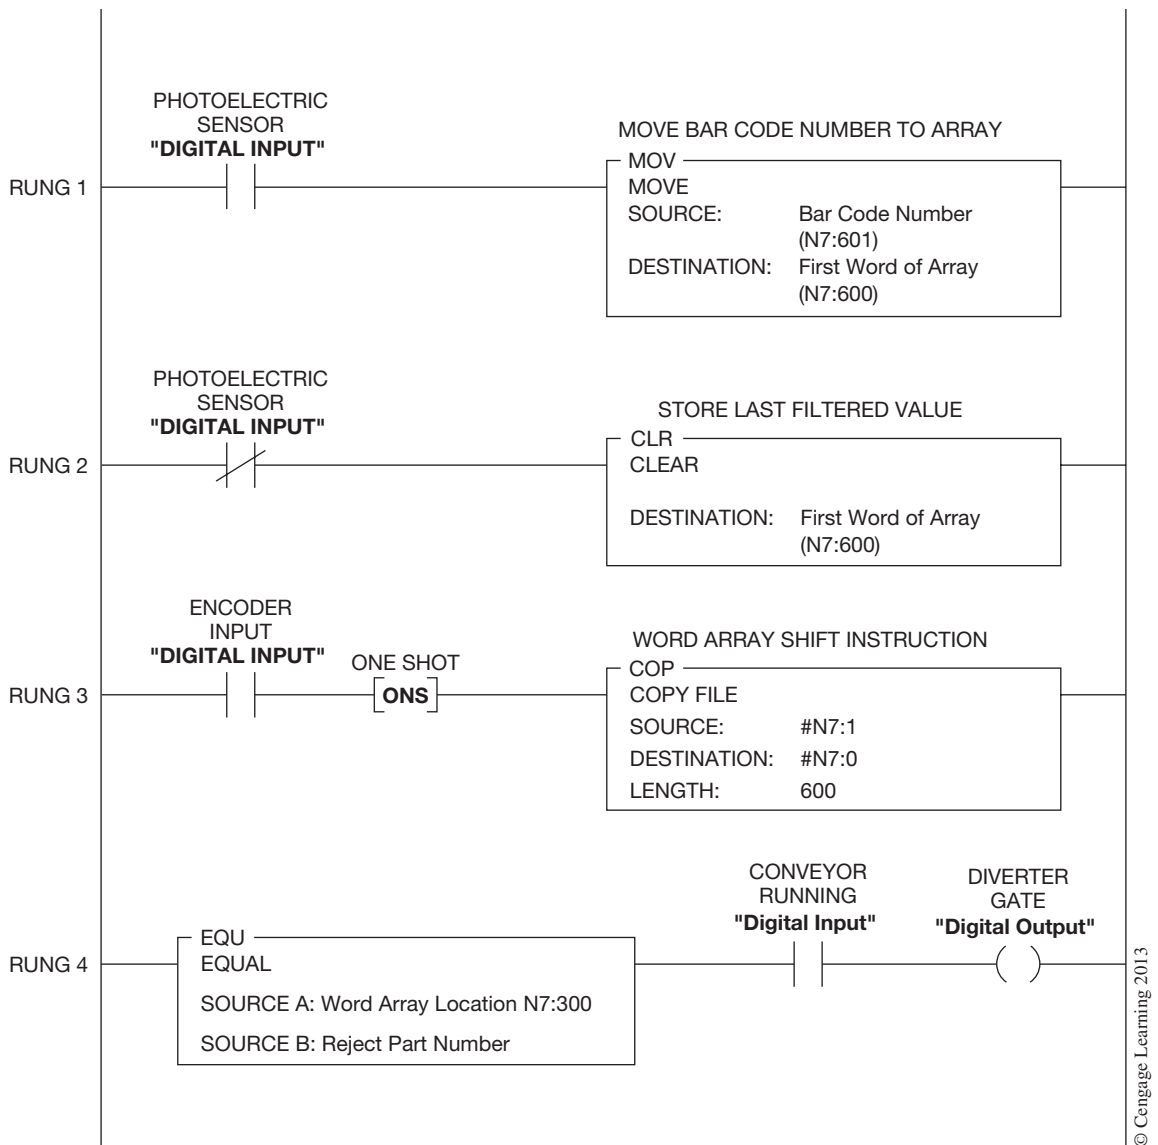 PHOTOELECTRIC
SENSOR
"DIGITAL INPUT"
MOVE BAR CODE NUMBER TO ARRAY
RUNG 1
MOV
MOVE
SOURCE: Bar Code Number
(N7:601)
DESTINATION: First Word of Array
(N7:600)
PHOTOELECTRIC
SENSOR
"DIGITAL INPUT"
STORE LAST FILTERED VALUE
RUNG 2
CLR
CLEAR
DESTINATION: First Word of Array
(N7:600)
ENCODER
INPUT
"DIGITAL INPUT"
ONE SHOT
WORD ARRAY SHIFT INSTRUCTION
RUNG 3
ONS
COP
COPY FILE
SOURCE: #N7:1
DESTINATION: #N7:0
LENGTH: 600
CONVEYOR
RUNNING
"Digital Input"
DIVERTER
GATE
"Digital Output"
RUNG 4
EQU
EQUAL
SOURCE A: Word Array Location N7:300
SOURCE B: Reject Part Number
© Cengage Learning 2013